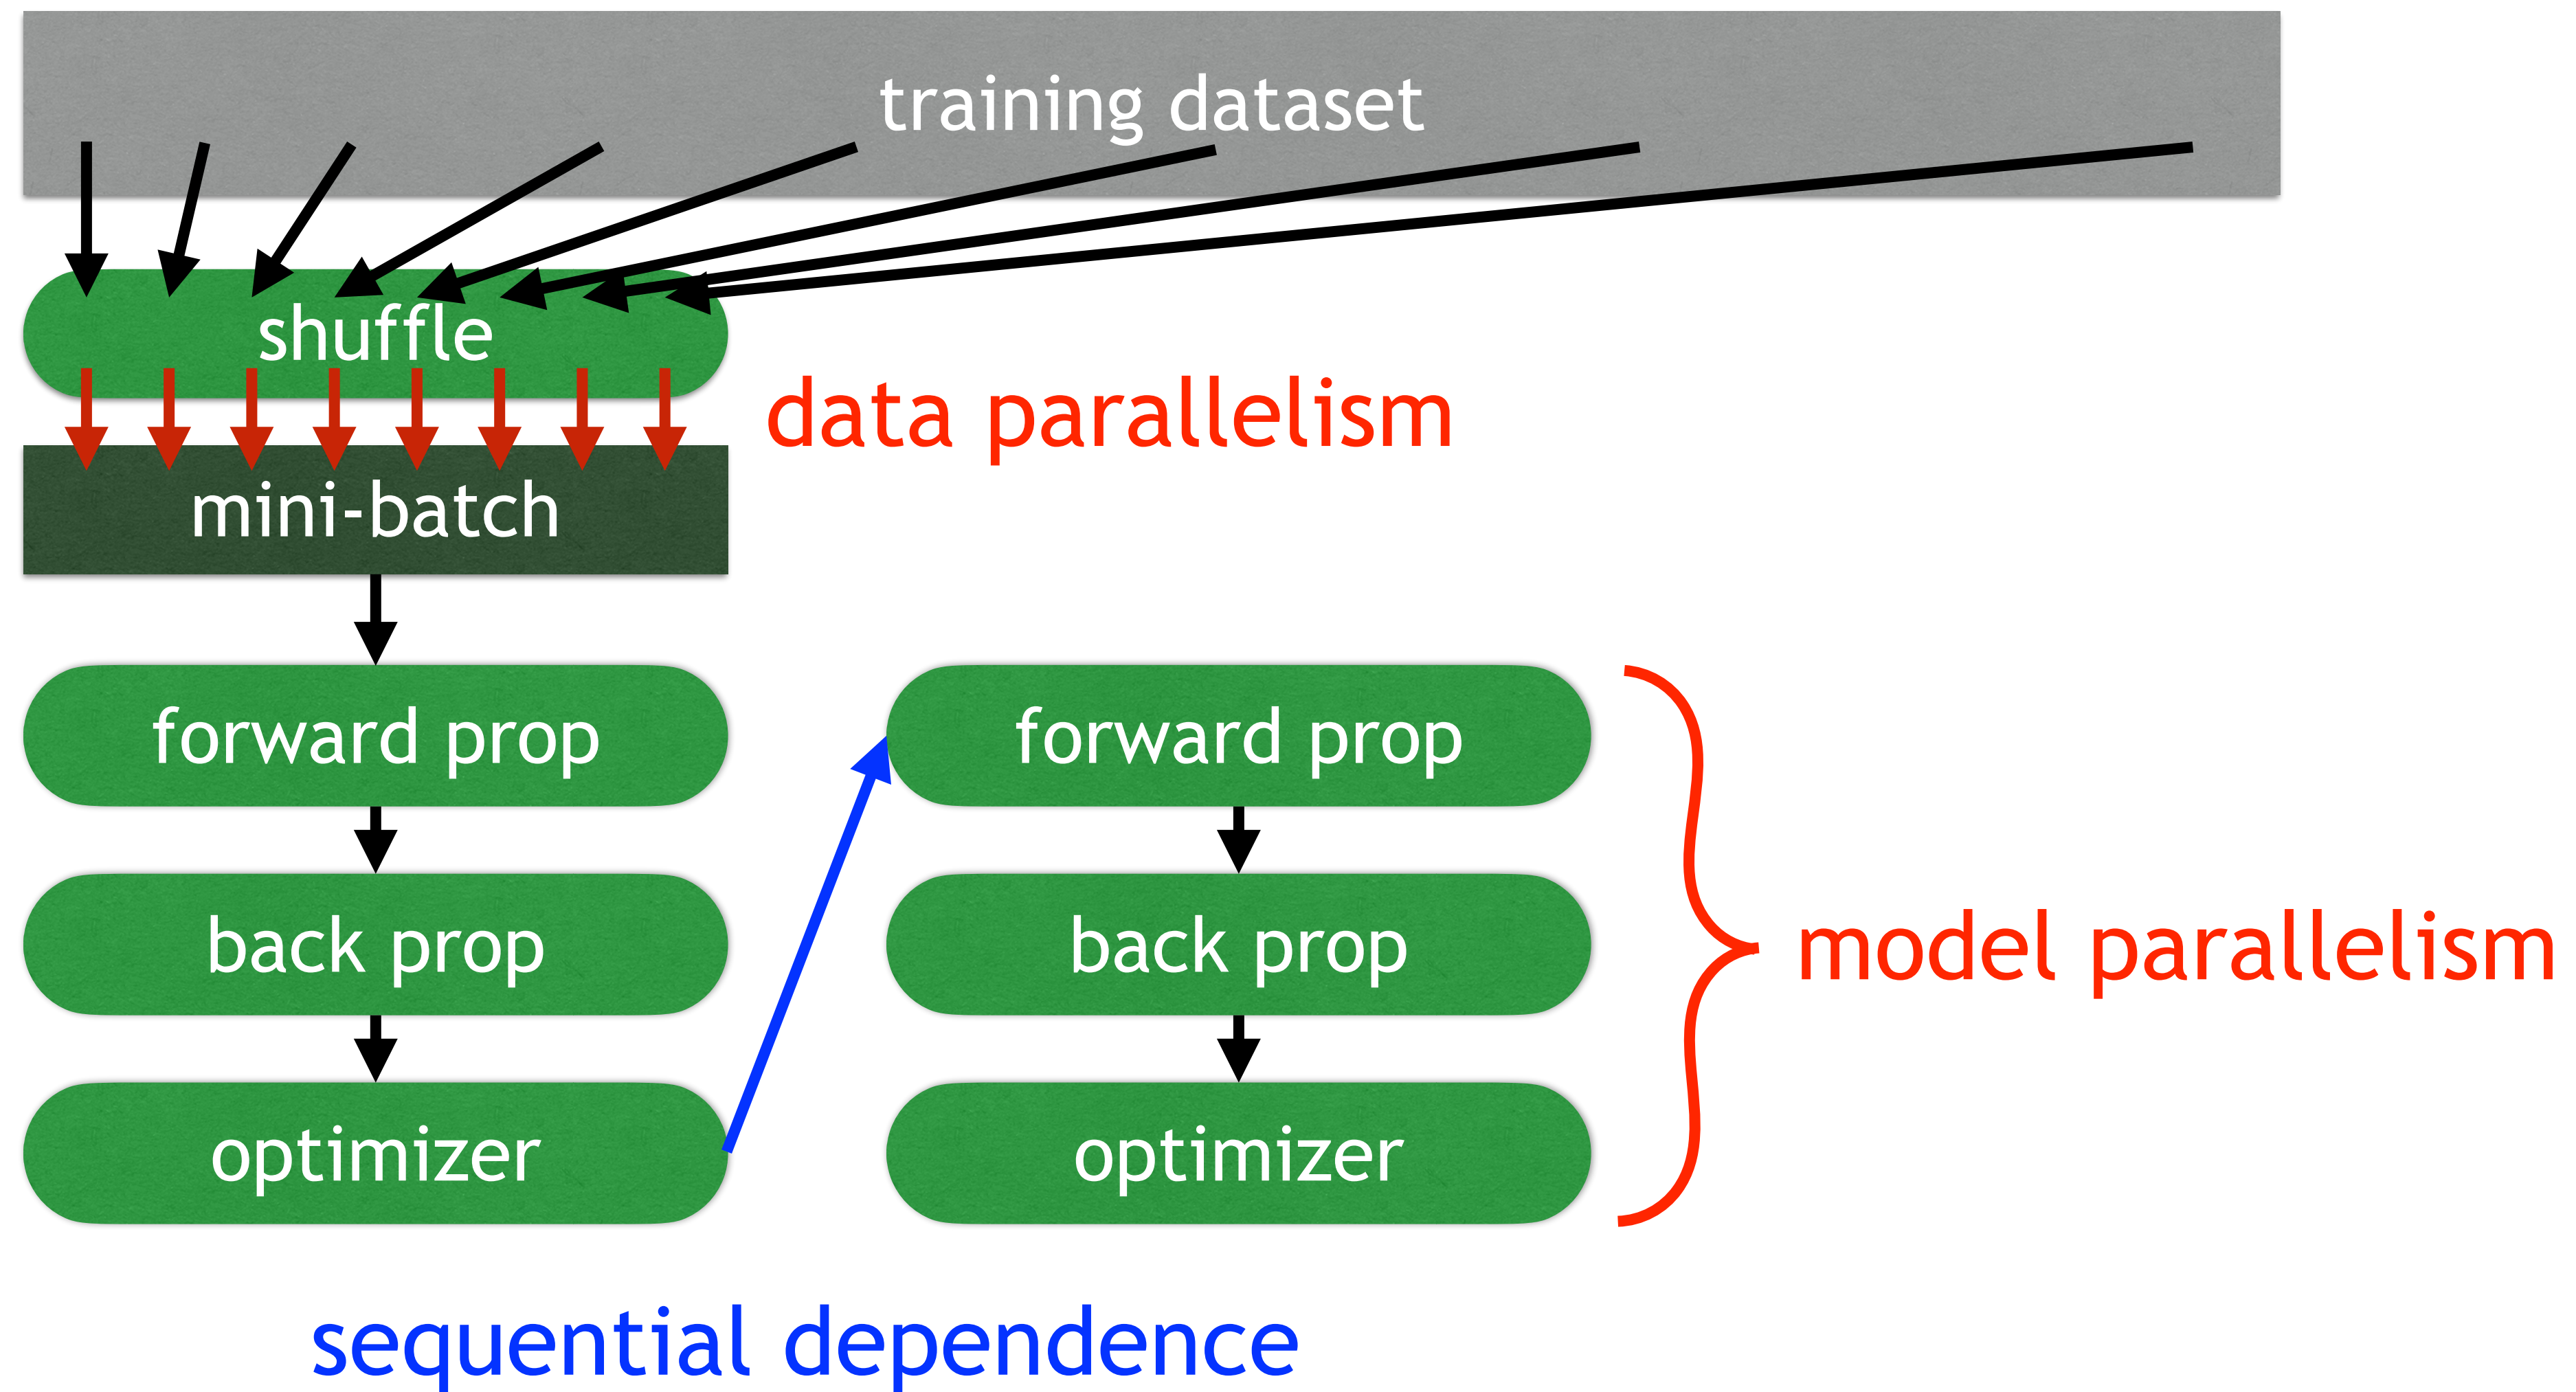 training dataset
shuffle
data parallelism
mini-batch
forward prop
forward prop
back prop
back prop
model parallelism
optimizer
optimizer
sequential dependence